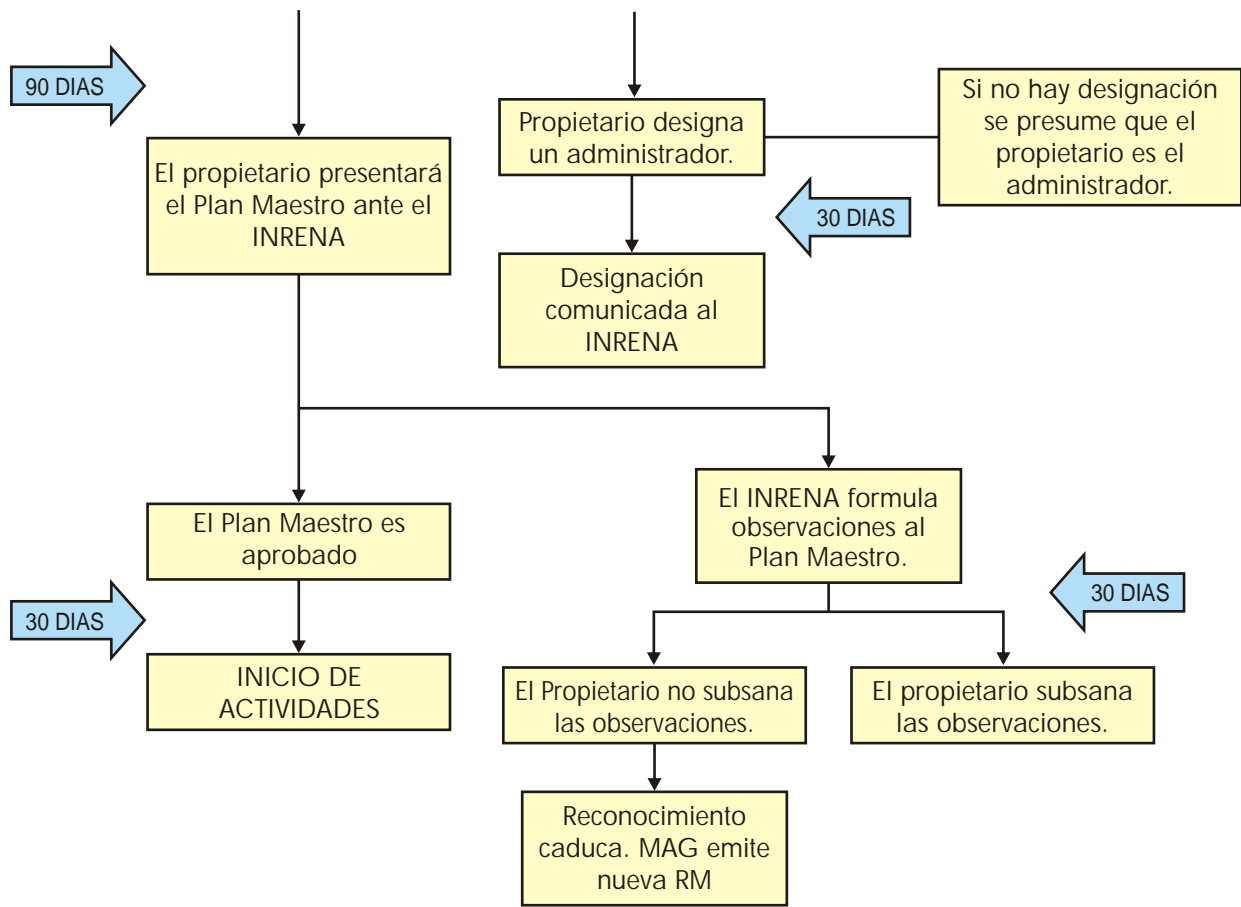 90 DIAS
El propietario presentará
el Plan Maestro ante el
INRENA
Propietario designa
un administrador.
Si no hay designación
se presume que el
propietario es el
administrador.
30 DIAS
Designación
comunicada al
INRENA
El Plan Maestro es
aprobado
El INRENA formula
observaciones al
Plan Maestro.
30 DIAS
30 DIAS
INICIO DE
ACTIVIDADES
El Propietario no subsana
las observaciones.
El propietario subsana
las observaciones.
Reconocimiento
caduca. MAG emite
nueva RM